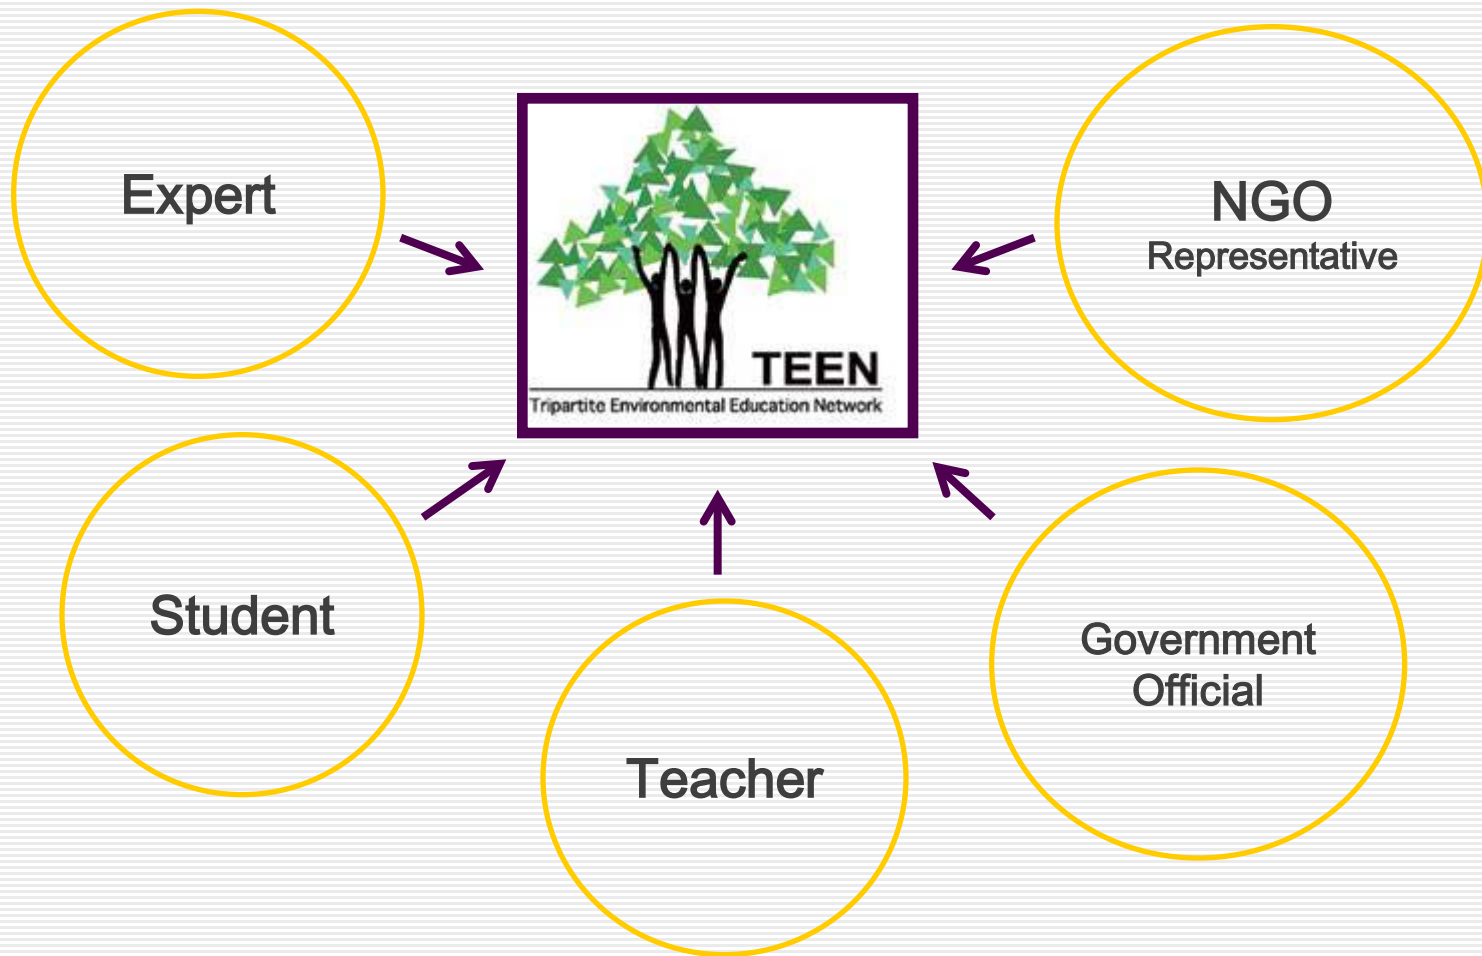 Expert
NGO
Representative
TEEN
Tripartite Environmental Education Network
Student
Government
Official
Teacher